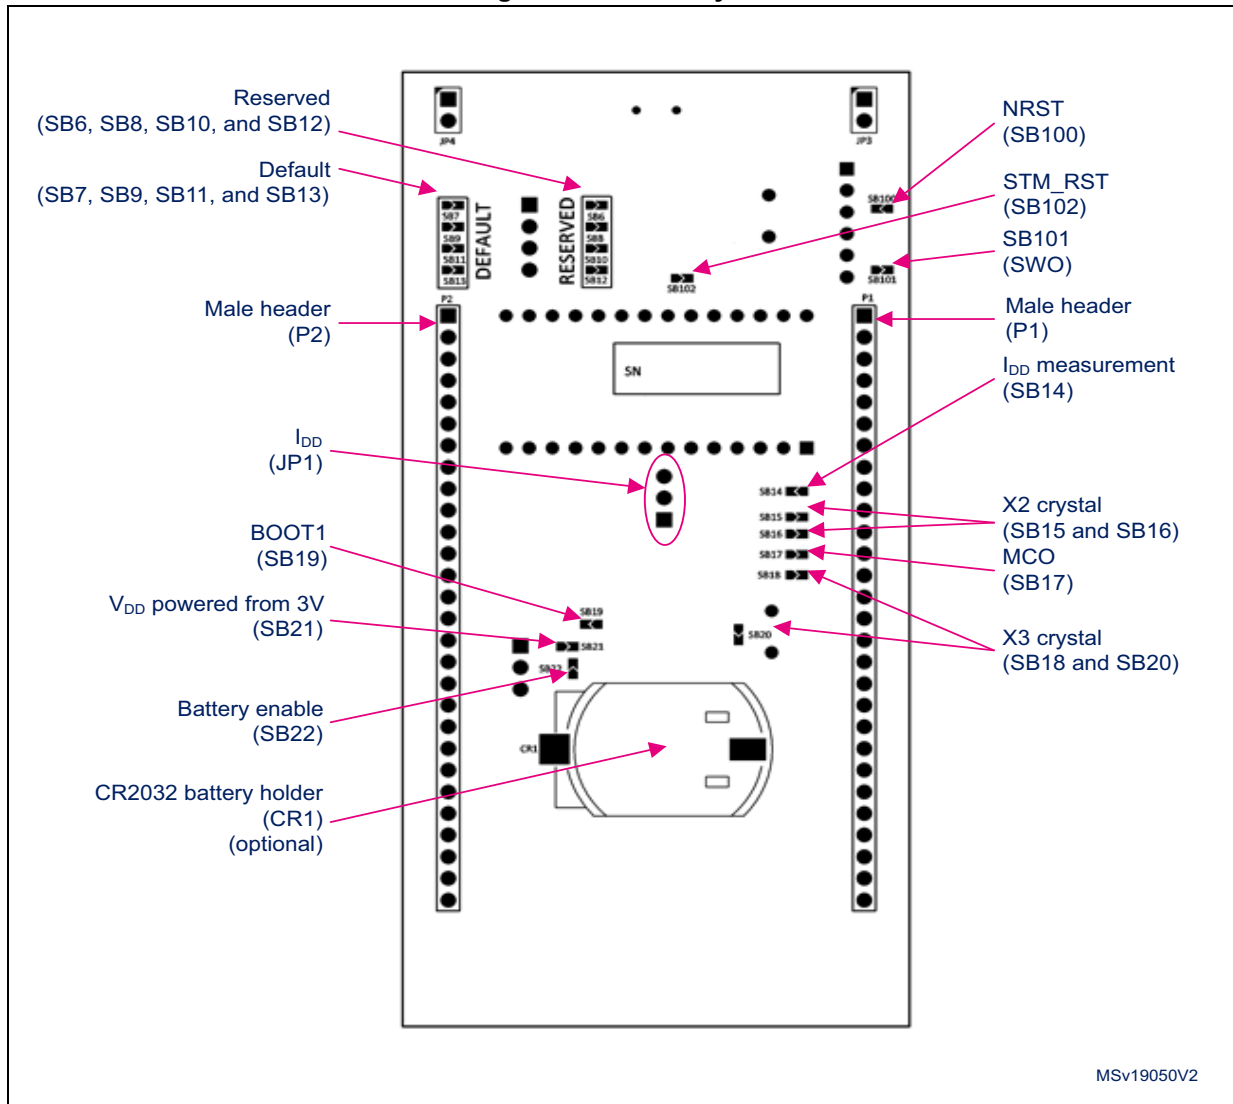 Reserved
(SB6, SB8, SB10, and SB12)
Default
(SB7, SB9, SB11, and SB13)
Male header
(P2)
IDD
(JP1)
BOOT1
(SB19)
VDD powered from 3V
(SB21)
Battery enable
(SB22)
CR2032 battery holder
(CR1)
(optional)
JP4
JP3
SB7
SB9
SB11
SB13
DEFAULT
RESERVED
SB6
SB8
SB10
SB12
SB102
SB100
SB101
P2
P1
SN
SB14
SB15
SB16
SB17
SB18
SB19
SB20
SB21
SB22
CR1
NRST
(SB100)
STM_RST
(SB102)
SB101
(SWO)
Male header
(P1)
IDD measurement
(SB14)
X2 crystal
(SB15 and SB16)
MCO
(SB17)
X3 crystal
(SB18 and SB20)
MSv19050V2